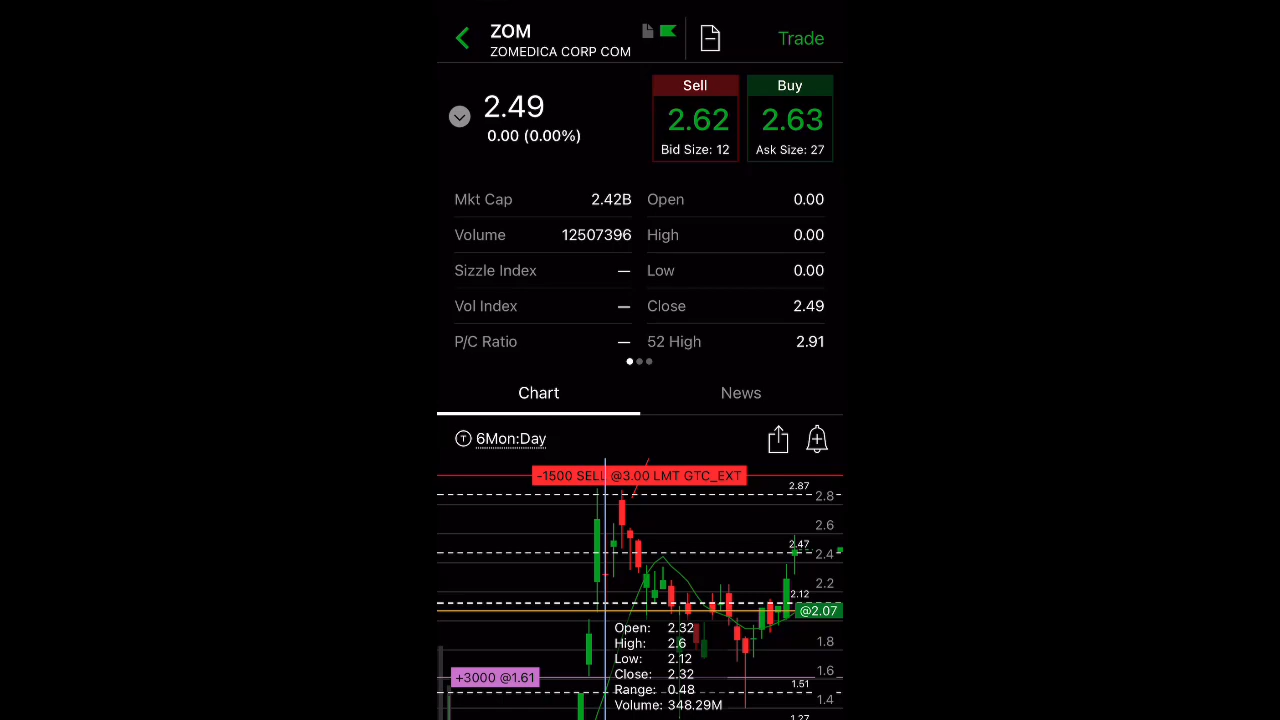 ZOM
ZOMEDICA CORP COM
Trade
2.49
0.00 (0.00%)
Sell
2.62
Bid Size: 12
Buy
2.63
Ask Size: 27
Mkt Cap 2.42B Open 0.00
Volume 12507396 High 0.00
Sizzle Index — Low 0.00
Vol Index — Close 2.49
P/C Ratio — 52 High 2.91
Chart News
T 6Mon:Day
-1500 SELL @3.00 LMT GTC_EXT
2.87
2.8
2.6
2.47
2.4
2.2
2.12
@2.07
Open: 2.32
High: 2.6
1.8
Low: 2.12
Close: 2.32
1.6
+3000 @1.61
1.51
Range: 0.48
1.4
Volume: 348.29M
1.27